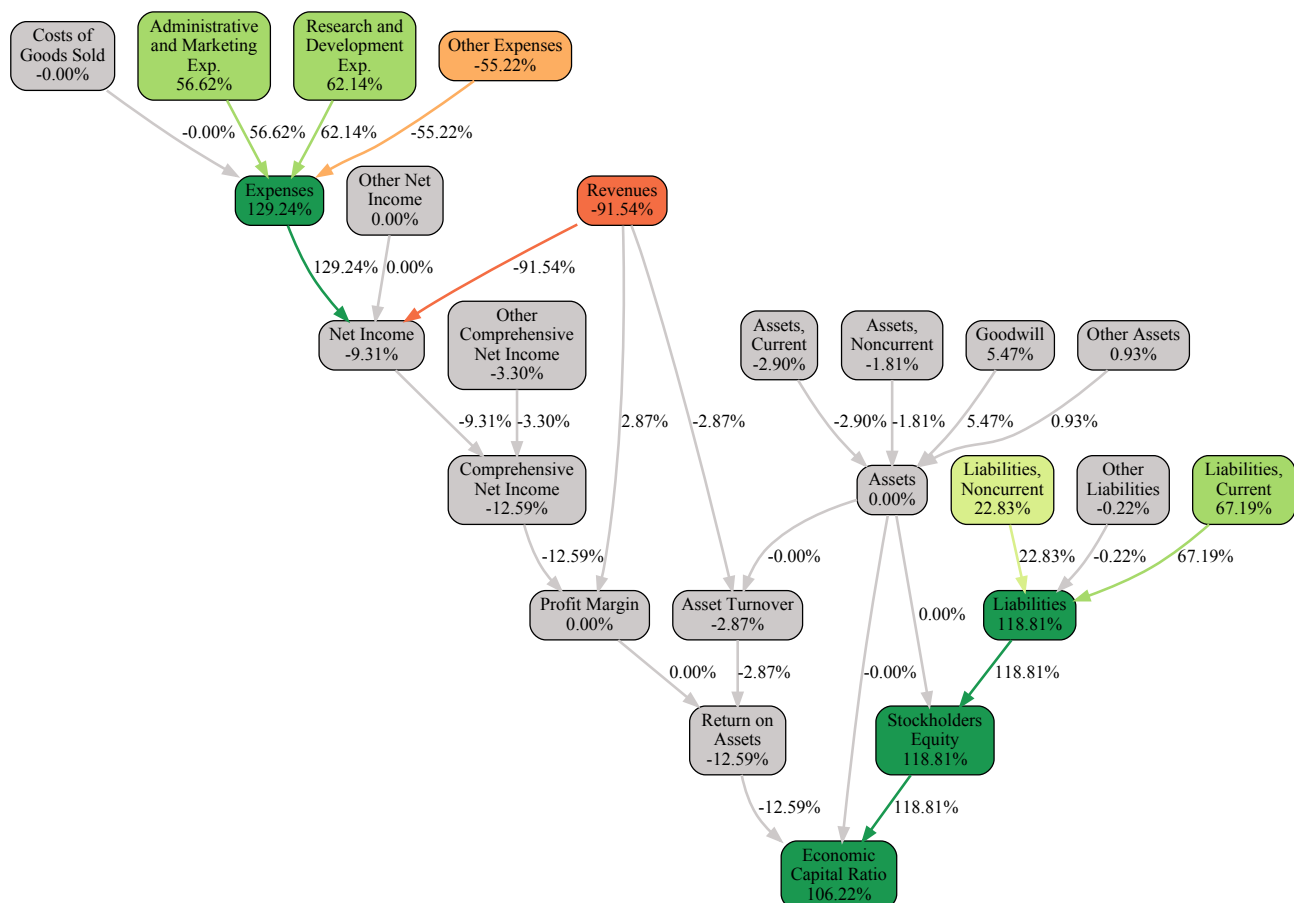 Costs of
Goods Sold
-0.00%
Administrative
and Marketing
Exp.
56.62%
Research and
Development
Exp.
62.14%
Other Expenses
-55.22%
-0.00%
56.62%
62.14%
-55.22%
Expenses
129.24%
Other Net
Income
0.00%
Revenues
-91.54%
129.24%
0.00%
-91.54%
Net Income
-9.31%
Other
Comprehensive
Net Income
-3.30%
Assets,
Current
-2.90%
Assets,
Noncurrent
-1.81%
Goodwill
5.47%
Other Assets
0.93%
-9.31%
-3.30%
2.87%
-2.87%
-2.90%
-1.81%
5.47%
0.93%
Comprehensive
Net Income
-12.59%
Assets
0.00%
Liabilities,
Noncurrent
22.83%
Other
Liabilities
-0.22%
Liabilities,
Current
67.19%
-12.59%
-0.00%
22.83%
-0.22%
67.19%
Profit Margin
0.00%
Asset Turnover
-2.87%
0.00%
Liabilities
118.81%
0.00%
-2.87%
-0.00%
118.81%
Return on
Assets
-12.59%
Stockholders
Equity
118.81%
-12.59%
118.81%
Economic
Capital Ratio
106.22%